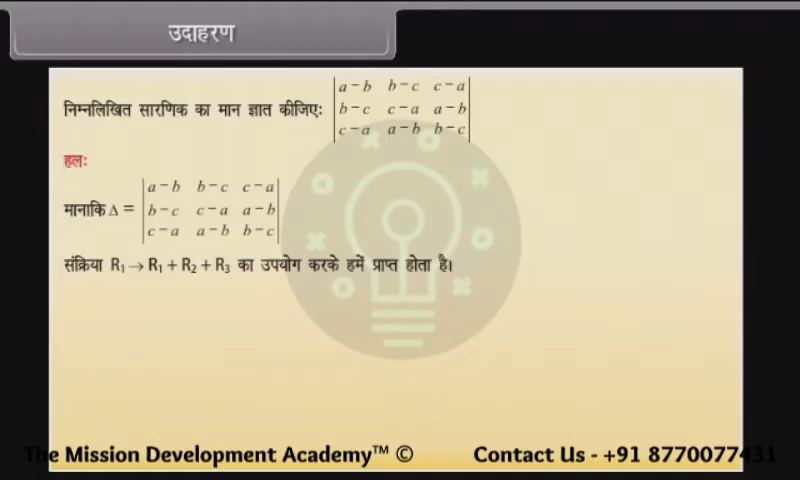 उदाहरण
निम्नलिखित सारणिक का मान ज्ञात कीजिए: | a-b b-c c-a |
| b-c c-a a-b |
| c-a a-b b-c |
हल:
मानाकि Δ = | a-b b-c c-a |
| b-c c-a a-b |
| c-a a-b b-c |
संक्रिया R₁ → R₁ + R₂ + R₃ का उपयोग करके हमें प्राप्त होता है।
The Mission Development Academy™ © Contact Us - +91 8770077431